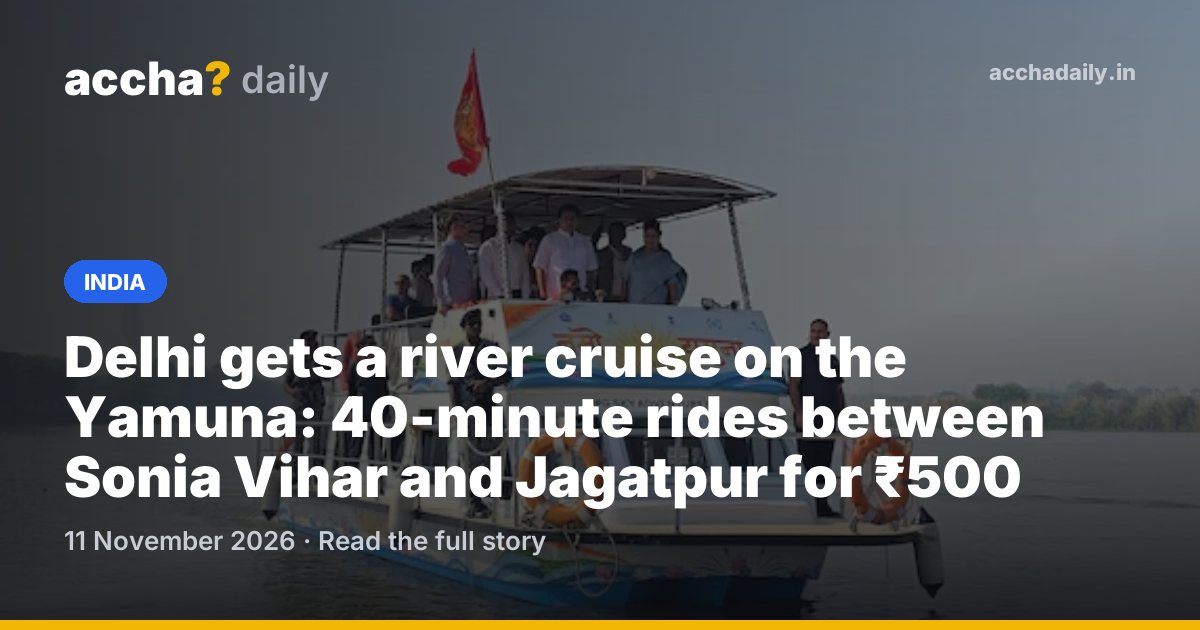 accha? daily
acchadaily.in
INDIA
Delhi gets a river cruise on the
Yamuna: 40-minute rides between
Sonia Vihar and Jagatpur for ₹500
11 November 2026 · Read the full story